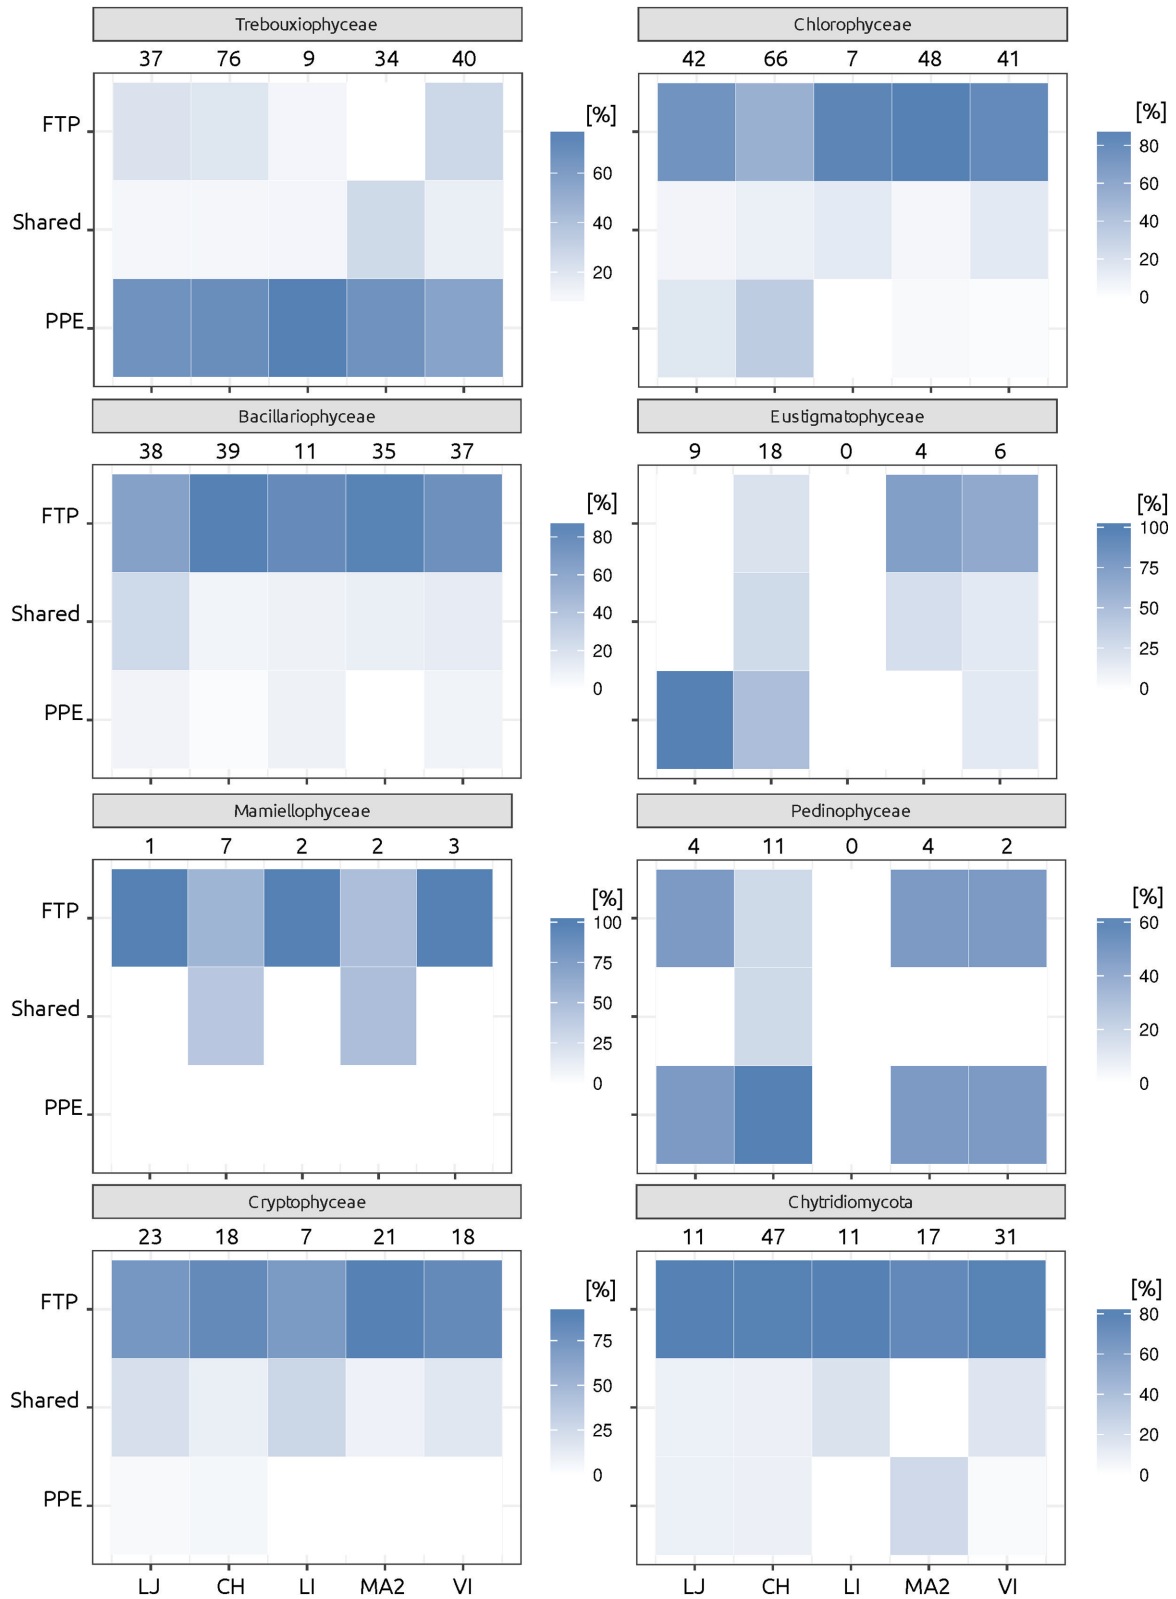 Trebouxiophyceae
37 76 9 34 40
FTP
Shared
PPE
[%]
60
40
20
Chlorophyceae
42 66 7 48 41
[%]
80
60
40
20
0
Bacillariophyceae
38 39 11 35 37
FTP
Shared
PPE
[%]
80
60
40
20
0
Eustigmatophyceae
9 18 0 4 6
[%]
100
75
50
25
0
Mamiellophyceae
1 7 2 2 3
FTP
Shared
PPE
[%]
100
75
50
25
0
Pedinophyceae
4 11 0 4 2
[%]
60
40
20
0
Cryptophyceae
23 18 7 21 18
FTP
Shared
PPE
[%]
75
50
25
0
LJ CH LI MA2 VI
Chytridiomycota
11 47 11 17 31
[%]
80
60
40
20
0
LJ CH LI MA2 VI